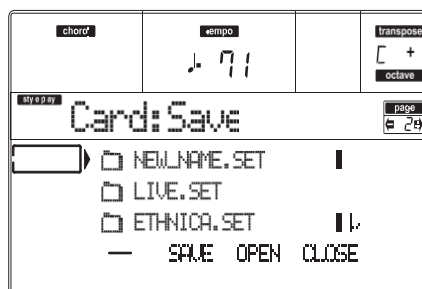 chord tempo transpose
♩. 71 C +
octave
style play page
Card:Save 2
NEW_NAME.SET
LIVE.SET
ETHNICA.SET
— SAVE OPEN CLOSE